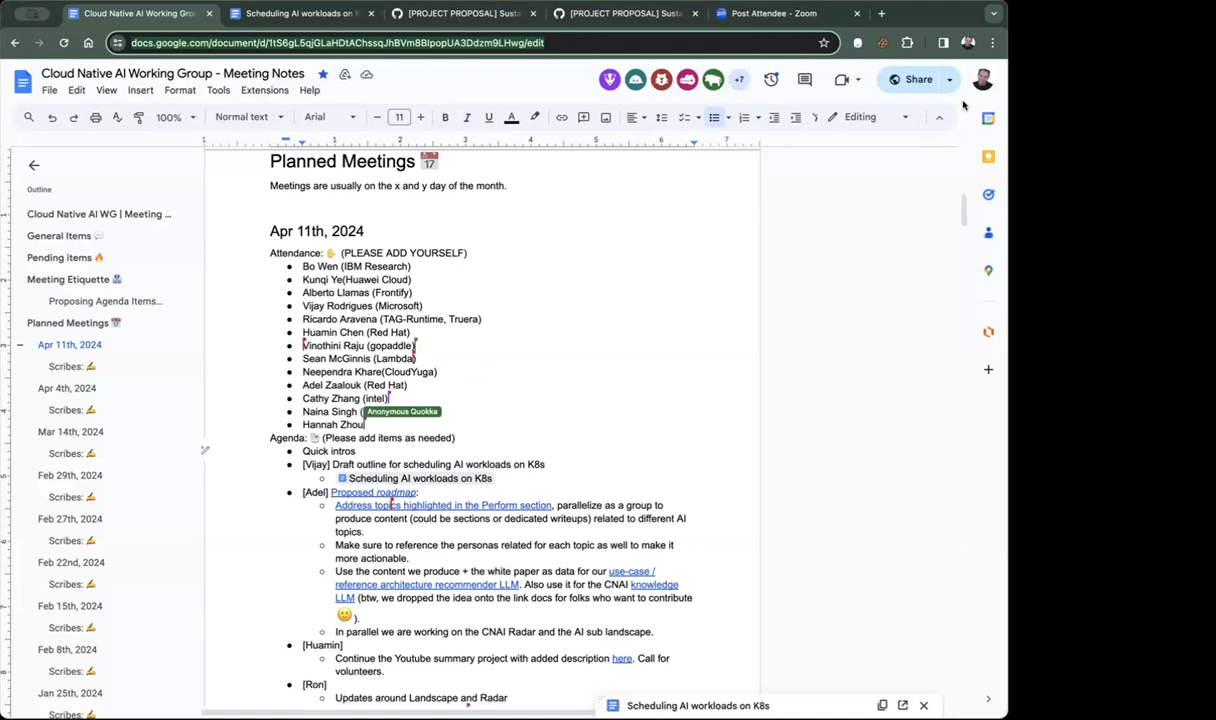 Cloud Native AI Working Grou
Scheduling AI workloads on K
[PROJECT PROPOSAL] Susta
[PROJECT PROPOSAL] Susta
Post Attendee - Zoom
docs.google.com/document/d/1tS6gL5qjGLaHDtAChssqJhBVm8BIpopUA3Ddzm9LHwg/edit
Cloud Native AI Working Group - Meeting Notes
File Edit View Insert Format Tools Extensions Help
+7
Share
100% Normal text Arial 11 Editing
1 1 2 3 4 5 6 7
Outline
Cloud Native AI WG | Meeting ...
General Items 💬
Pending items 🔥
Meeting Etiquette
Proposing Agenda Items...
Planned Meetings 📅
Apr 11th, 2024
Scribes: ✍️
Apr 4th, 2024
Scribes: ✍️
Mar 14th, 2024
Scribes: ✍️
Feb 29th, 2024
Scribes: ✍️
Feb 27th, 2024
Scribes: ✍️
Feb 22nd, 2024
Scribes: ✍️
Feb 15th, 2024
Scribes: ✍️
Feb 8th, 2024
Scribes: ✍️
Jan 25th, 2024
Scribes: ✍️
Planned Meetings 📅
Meetings are usually on the x and y day of the month.
Apr 11th, 2024
Attendance: ✋ (PLEASE ADD YOURSELF)
● Bo Wen (IBM Research)
● Kunqi Ye(Huawei Cloud)
● Alberto Llamas (Frontify)
● Vijay Rodrigues (Microsoft)
● Ricardo Aravena (TAG-Runtime, Truera)
● Huamin Chen (Red Hat)
● Vinothini Raju (gopaddle)
● Sean McGinnis (Lambda)
● Neependra Khare(CloudYuga)
● Adel Zaalouk (Red Hat)
● Cathy Zhang (intel)
● Naina Singh ( Anonymous Quokka
● Hannah Zhou
Agenda: 📑 (Please add items as needed)
● Quick intros
● [Vijay] Draft outline for scheduling AI workloads on K8s
○ Scheduling AI workloads on K8s
● [Adel] Proposed roadmap:
○ Address topics highlighted in the Perform section, parallelize as a group to
produce content (could be sections or dedicated writeups) related to different AI
topics.
○ Make sure to reference the personas related for each topic as well to make it
more actionable.
○ Use the content we produce + the white paper as data for our use-case /
reference architecture recommender LLM. Also use it for the CNAI knowledge
LLM (btw, we dropped the idea onto the link docs for folks who want to contribute
🙂 ).
○ In parallel we are working on the CNAI Radar and the AI sub landscape.
● [Huamin]
○ Continue the Youtube summary project with added description here. Call for
volunteers.
● [Ron]
○ Updates around Landscape and Radar
Scheduling AI workloads on K8s